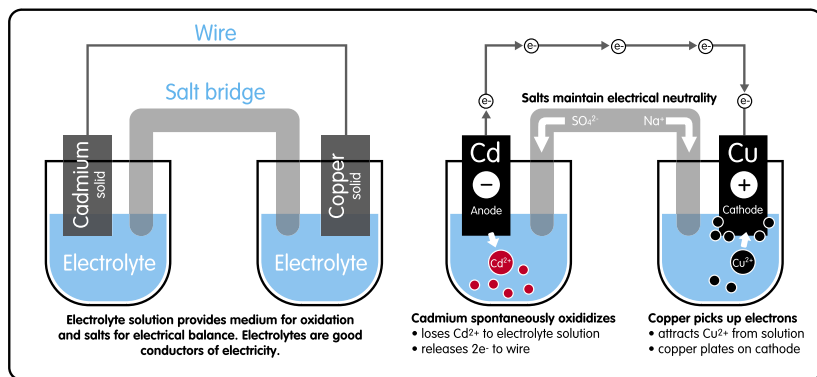 Wire
Salt bridge
Cadmium
solid
Copper
solid
Electrolyte
Electrolyte
Electrolyte solution provides medium for oxidation
and salts for electrical balance. Electrolytes are good
conductors of electricity.
e-
e-
e-
e-
e-
Salts maintain electrical neutrality
SO₄²⁻
Na⁺
Cd
−
Anode
Cd²⁺
Cu
+
Cathode
Cu²⁺
Cadmium spontaneously oxididizes
• loses Cd²⁺ to electrolyte solution
• releases 2e- to wire
Copper picks up electrons
• attracts Cu²⁺ from solution
• copper plates on cathode